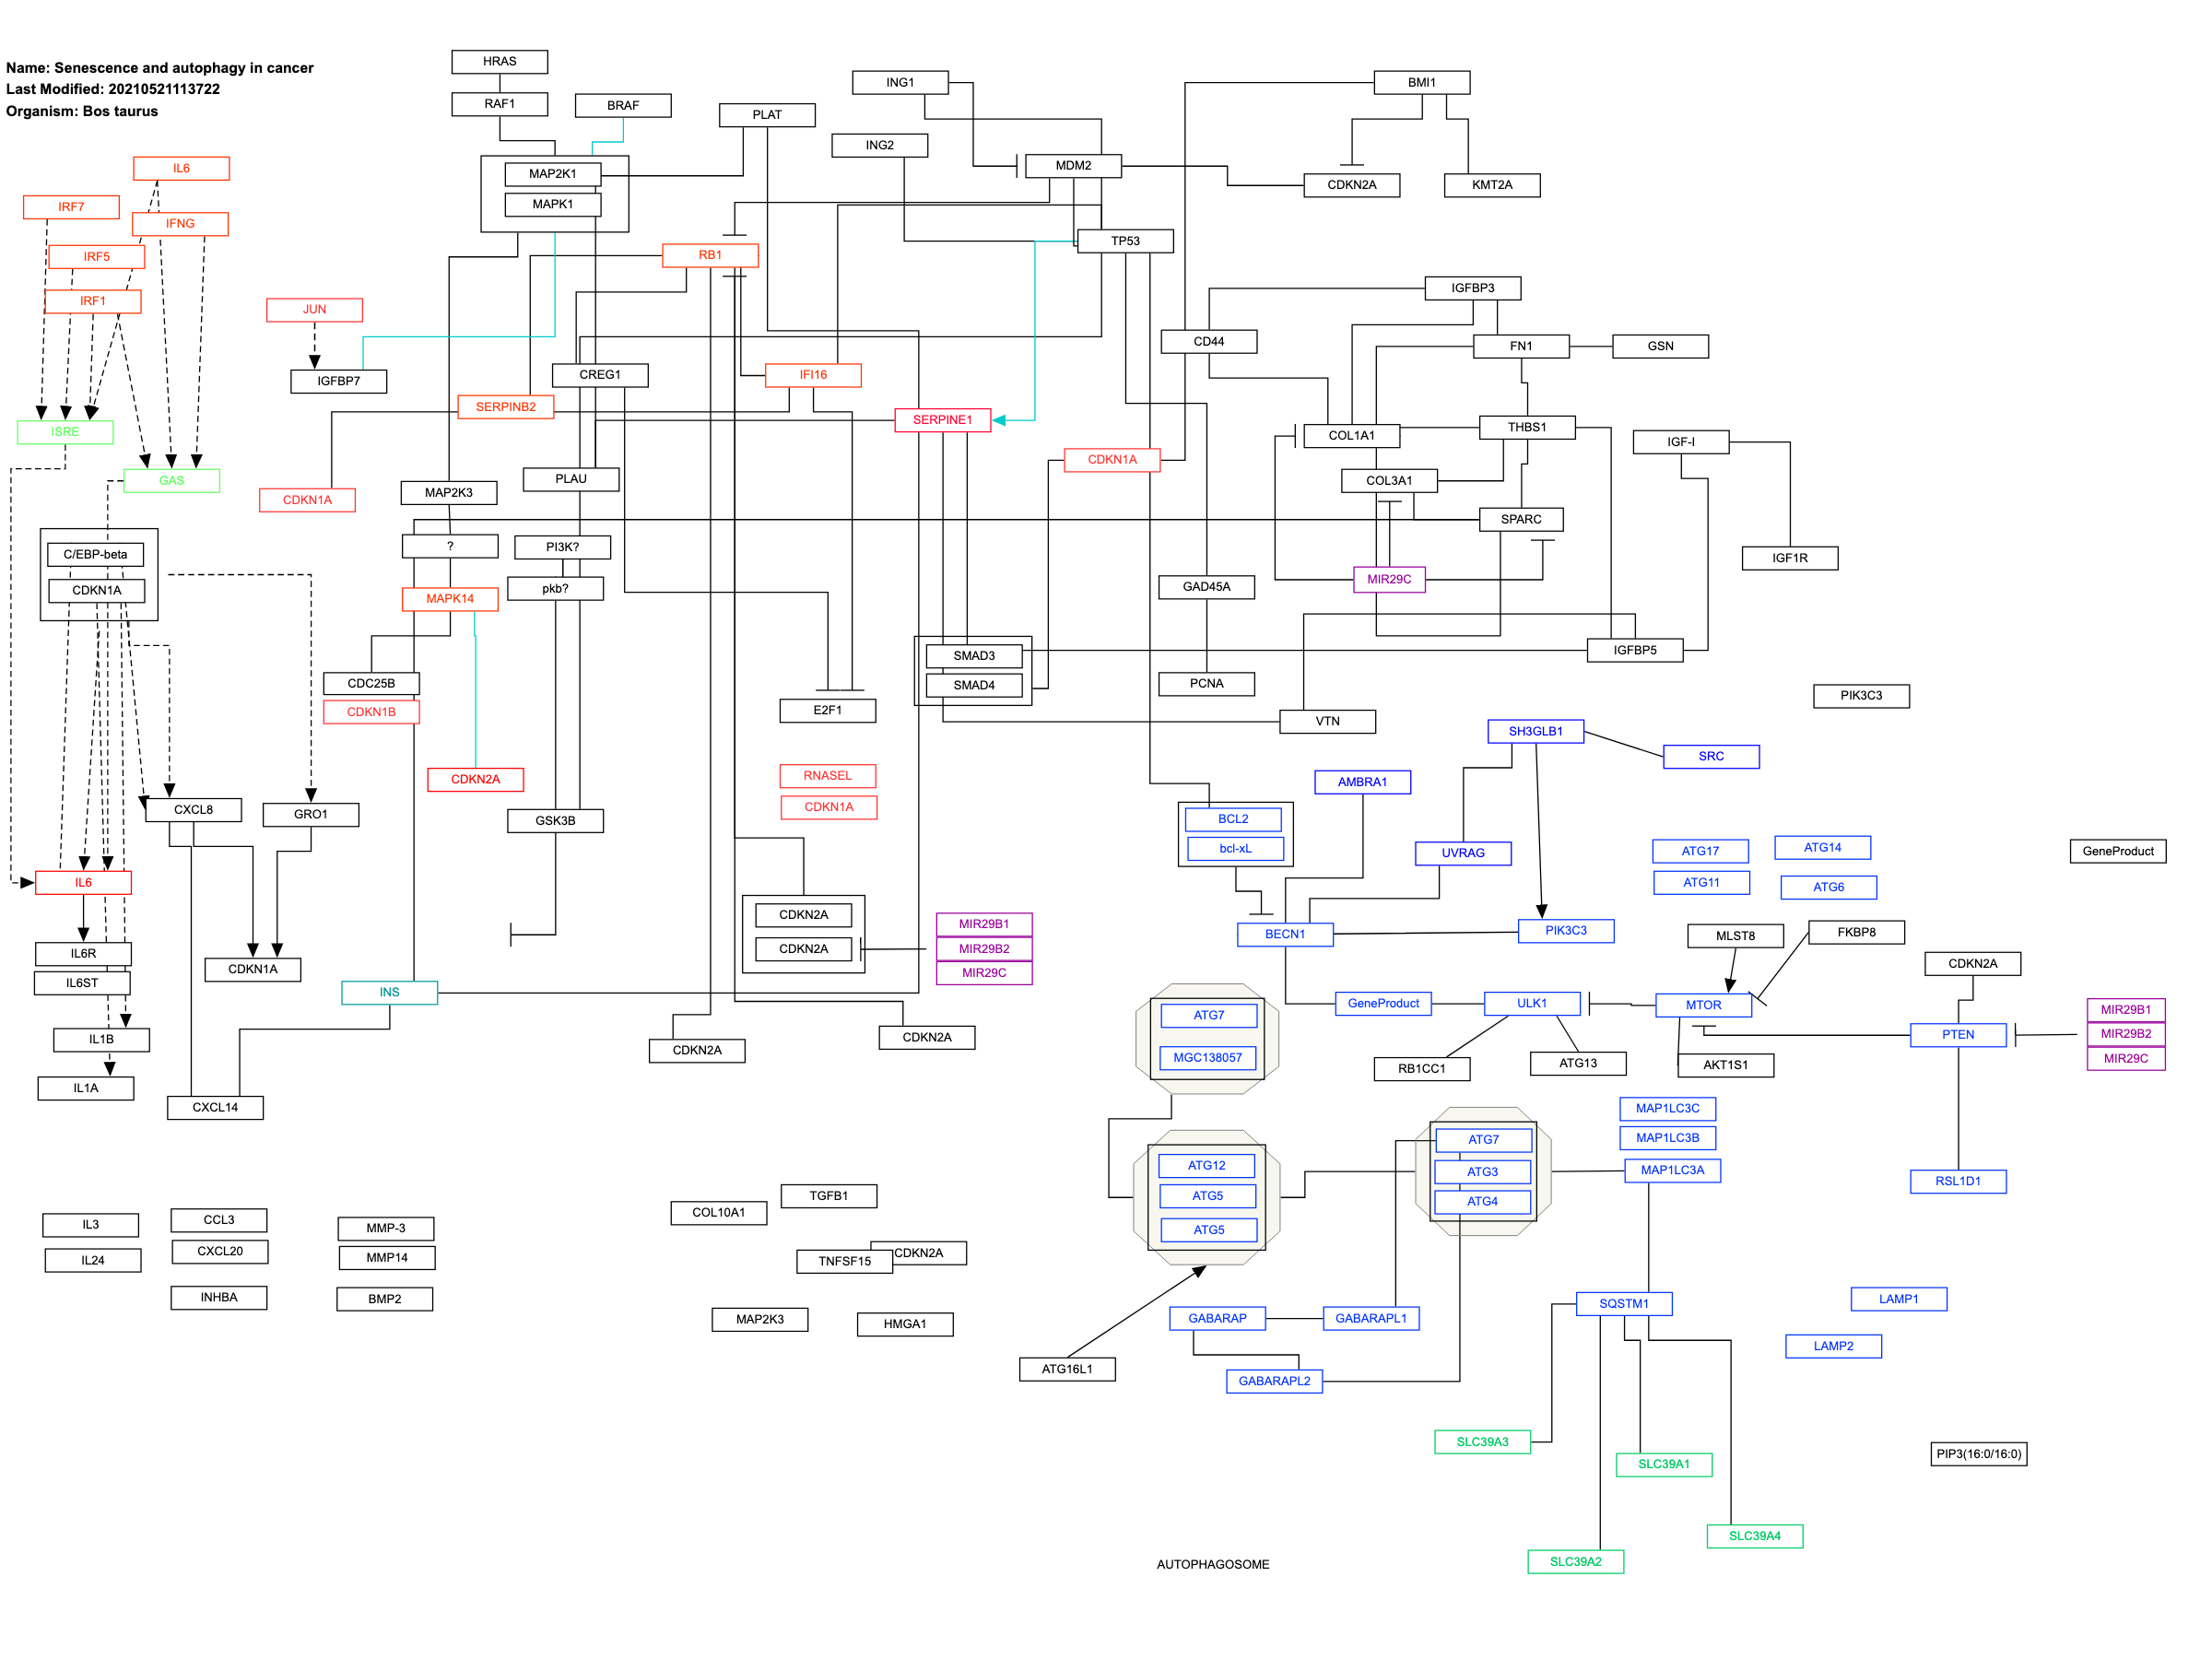 Name: Senescence and autophagy in cancer
Last Modified: 20210521113722
Organism: Bos taurus
HRAS
RAF1
BRAF
PLAT
ING1
BMI1
ING2
MDM2
CDKN2A
KMT2A
MAP2K1
MAPK1
IL6
IRF7
IFNG
IRF5
IRF1
RB1
TP53
JUN
IGFBP3
CD44
FN1
GSN
IGFBP7
CREG1
IFI16
SERPINB2
SERPINE1
ISRE
COL1A1
THBS1
IGF-I
GAS
CDKN1A
CDKN1A
MAP2K3
PLAU
COL3A1
SPARC
C/EBP-beta
CDKN1A
?
PI3K?
pkb?
MAPK14
GAD45A
MIR29C
IGF1R
SMAD3
SMAD4
IGFBP5
CDC25B
CDKN1B
PCNA
E2F1
VTN
PIK3C3
SH3GLB1
SRC
CDKN2A
RNASEL
CDKN1A
AMBRA1
CXCL8
GRO1
GSK3B
BCL2
bcl-xL
UVRAG
ATG17
ATG14
GeneProduct
IL6
ATG11
ATG6
CDKN2A
CDKN2A
MIR29B1
MIR29B2
MIR29C
BECN1
PIK3C3
MLST8
FKBP8
IL6R
IL6ST
CDKN1A
CDKN2A
INS
GeneProduct
ULK1
MTOR
MIR29B1
MIR29B2
MIR29C
PTEN
ATG7
MGC138057
IL1B
CDKN2A
CDKN2A
RB1CC1
ATG13
AKT1S1
IL1A
CXCL14
MAP1LC3C
MAP1LC3B
MAP1LC3A
ATG7
ATG3
ATG4
ATG12
ATG5
ATG5
RSL1D1
TGFB1
COL10A1
IL3
CCL3
MMP-3
CXCL20
MMP14
IL24
CDKN2A
TNFSF15
INHBA
BMP2
MAP2K3
HMGA1
GABARAP
GABARAPL1
SQSTM1
LAMP1
LAMP2
ATG16L1
GABARAPL2
SLC39A3
SLC39A1
PIP3(16:0/16:0)
SLC39A4
SLC39A2
AUTOPHAGOSOME